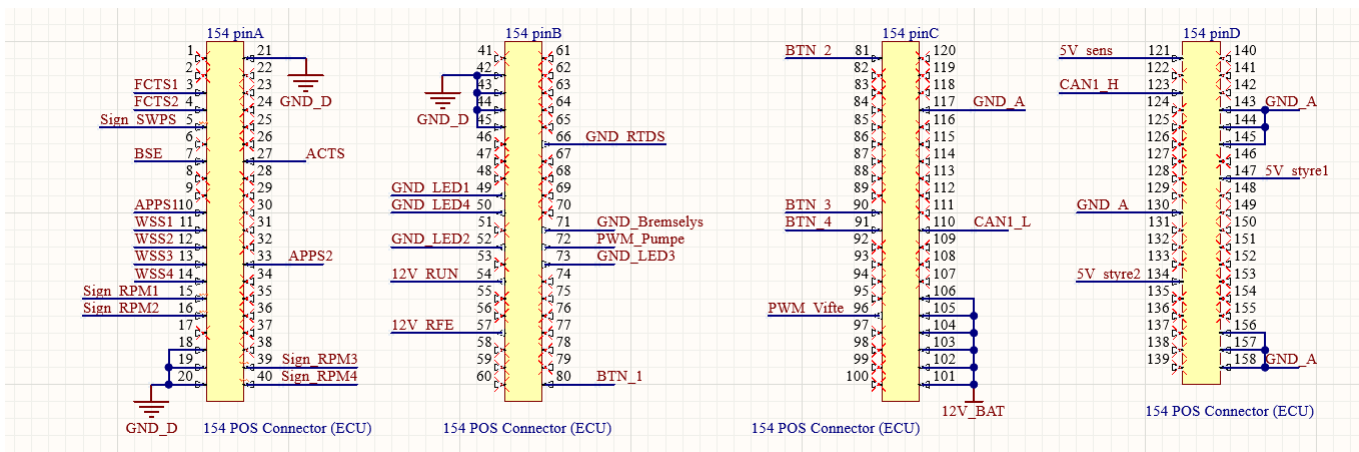 154 pinA
1 21
2 22
FCTS1 3 23
GND_D
FCTS2 4 24
Sign_SWPS 5 25
6 26
BSE 7 27 ACTS
8 28
9 29
APPS1 10 30
WSS1 11 31
WSS2 12 32
WSS3 13 33 APPS2
WSS4 14 34
Sign_RPM1 15 35
Sign_RPM2 16 36
17 37
18 38
19 39 Sign_RPM3
20 40 Sign_RPM4
GND_D
154 POS Connector (ECU)
154 pinB
41 61
42 62
43 63
44 64
GND_D
45 65
46 66 GND_RTDS
47 67
48 68
GND_LED1 49 69
GND_LED4 50 70
51 71 GND_Bremselys
GND_LED2 52 72 PWM_Pumpe
53 73 GND_LED3
12V_RUN 54 74
55 75
56 76
12V_RFE 57 77
58 78
59 79
60 80 BTN_1
154 POS Connector (ECU)
154 pinC
BTN_2 81 120
82 119
83 118
84 117 GND_A
85 116
86 115
87 114
88 113
89 112
BTN_3 90 111
BTN_4 91 110 CAN1_L
92 109
93 108
94 107
95 106
PWM_Vifte 96 105
97 104
98 103
99 102
100 101
12V_BAT
154 POS Connector (ECU)
154 pinD
5V_sens 121 140
122 141
CAN1_H 123 142
124 143 GND_A
125 144
126 145
127 146
128 147 5V_styre1
129 148
GND_A 130 149
131 150
132 151
133 152
5V_styre2 134 153
135 154
136 155
137 156
138 157
139 158 GND_A
154 POS Connector (ECU)